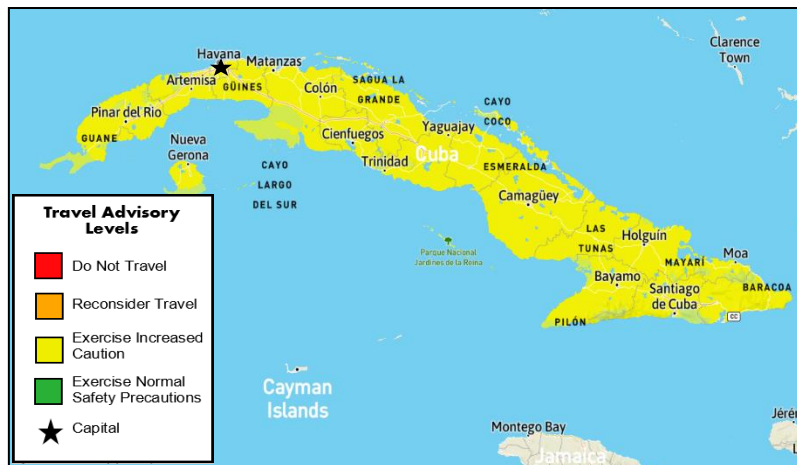 Clarence
Town
Havana
Matanzas
SAGUA LA
GRANDE
Artemisa
GÜINES
Colón
CAYO
COCO
Pinar del Rio
Yaguajay
GUANE
Cienfuegos
Cuba
Nueva
Gerona
Trinidad
ESMERALDA
CAYO
LARGO
DEL SUR
Camagüey
LAS
TUNAS
Holguín
Parque Nacional
Jardines de la Reina
MAYARÍ
Moa
Bayamo
Santiago
de Cuba
BARACOA
PILÓN
CC
Travel Advisory
Levels
Do Not Travel
Reconsider Travel
Exercise Increased
Caution
Exercise Normal
Safety Precautions
Capital
Cayman
Islands
Montego Bay
Jamaica